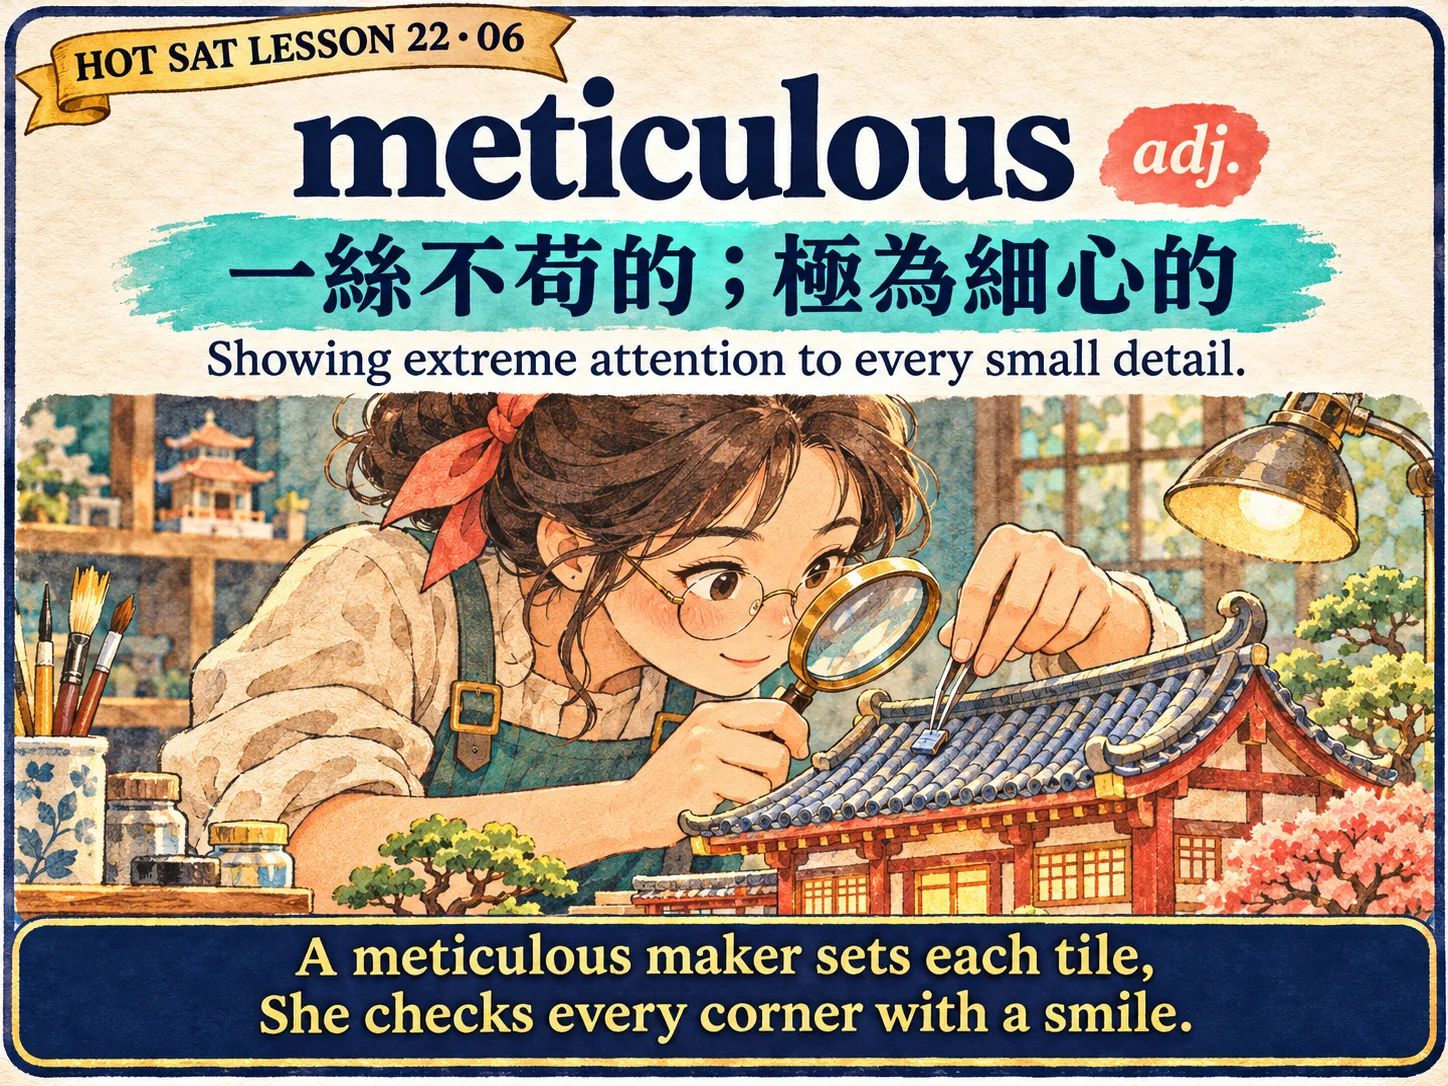 HOT SAT LESSON 22·06
meticulous adj.
一絲不苟的；極為細心的
Showing extreme attention to every small detail.
A meticulous maker sets each tile,
She checks every corner with a smile.